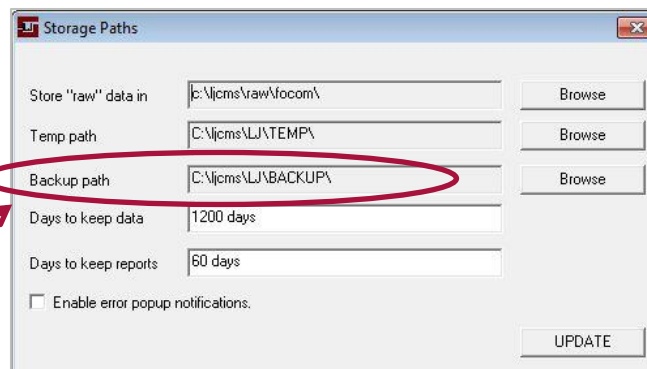 Storage Paths
Store "raw" data in c:\ljcms\raw\focom\ Browse
Temp path C:\ljcms\LJ\TEMP\ Browse
Backup path C:\ljcms\LJ\BACKUP\ Browse
Days to keep data 1200 days
Days to keep reports 60 days
Enable error popup notifications.
UPDATE